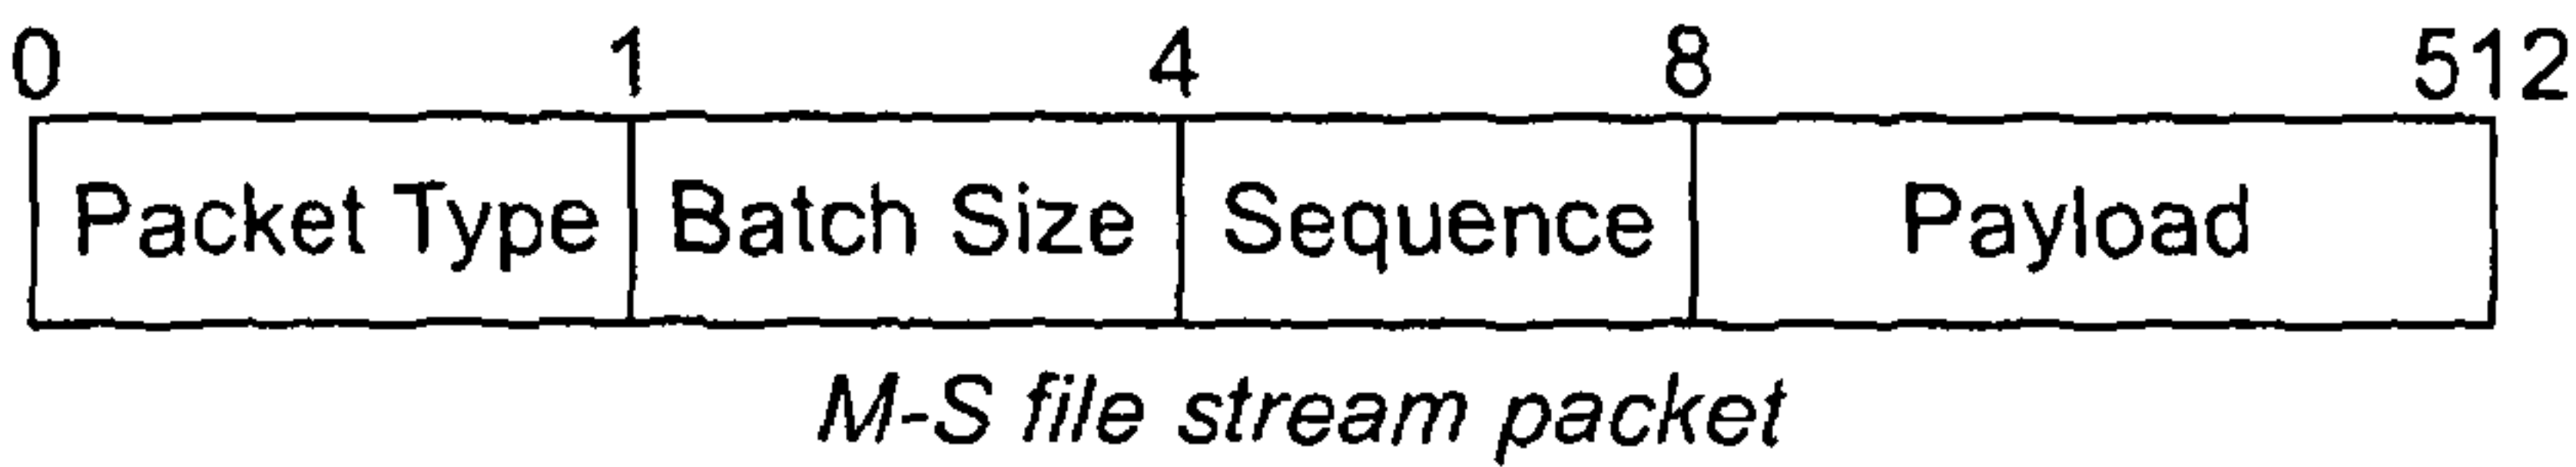 0 1 4 8 512
Packet Type Batch Size Sequence Payload
M-S file stream packet